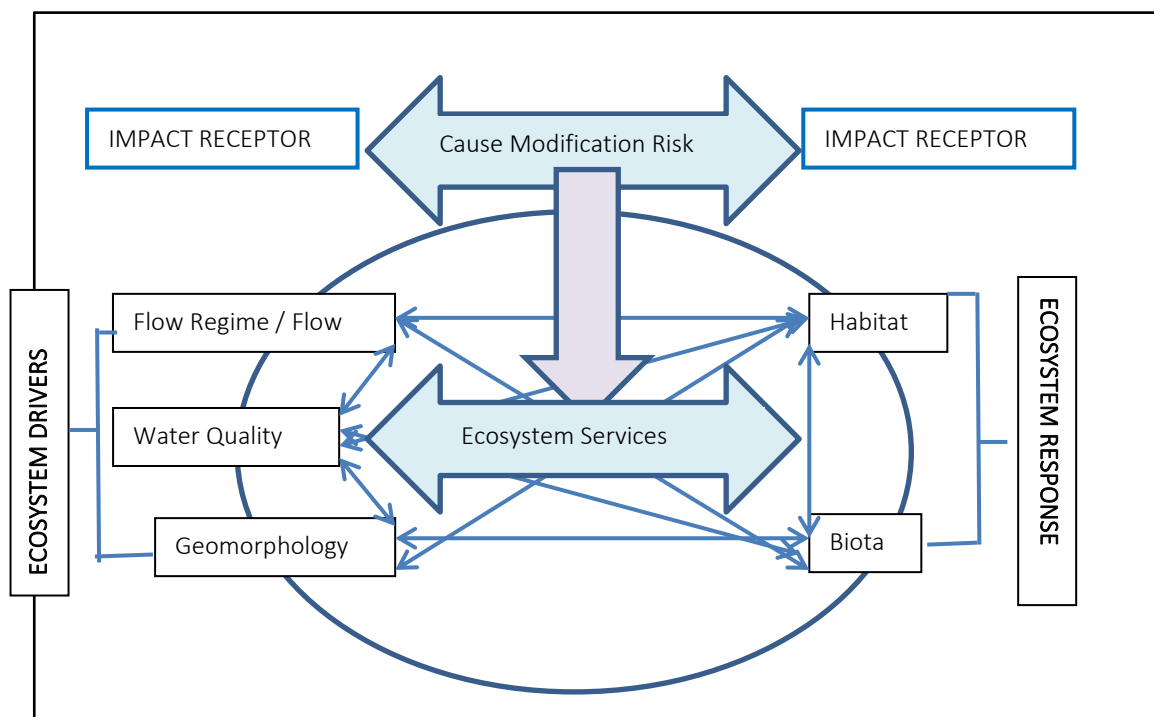 IMPACT RECEPTOR
Cause Modification Risk
IMPACT RECEPTOR
ECOSYSTEM DRIVERS
Flow Regime / Flow
Water Quality
Geomorphology
Ecosystem Services
Habitat
Biota
ECOSYSTEM RESPONSE